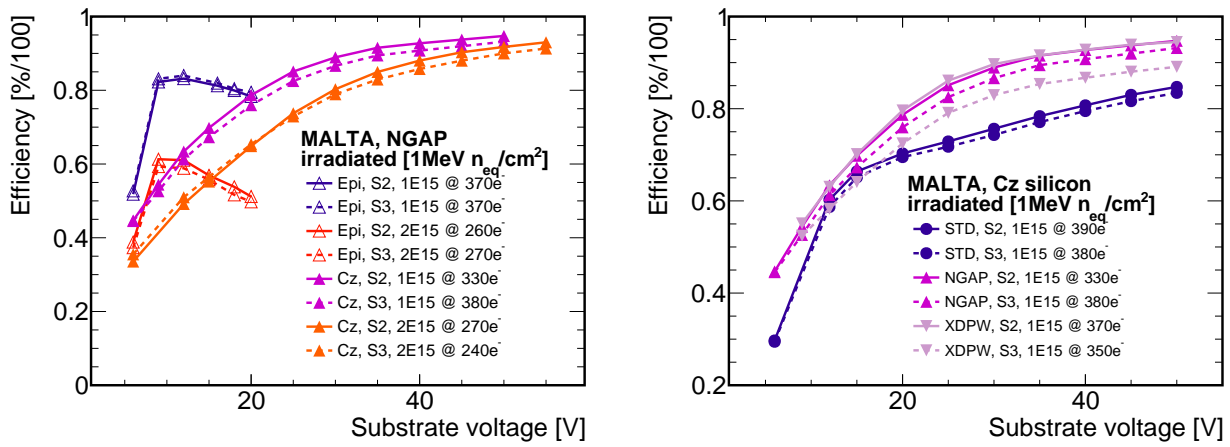 Efficiency [%/100]
1
0.8
0.6
0.4
0.2
0
20
40
Substrate voltage [V]
MALTA, NGAP
irradiated [1MeV n_eq/cm²]
Epi, S2, 1E15 @ 370e⁻
Epi, S3, 1E15 @ 370e⁻
Epi, S2, 2E15 @ 260e⁻
Epi, S3, 2E15 @ 270e⁻
Cz, S2, 1E15 @ 330e⁻
Cz, S3, 1E15 @ 380e⁻
Cz, S2, 2E15 @ 270e⁻
Cz, S3, 2E15 @ 240e⁻
Efficiency [%/100]
1
0.8
0.6
0.4
0.2
20
40
Substrate voltage [V]
MALTA, Cz silicon
irradiated [1MeV n_eq/cm²]
STD, S2, 1E15 @ 390e⁻
STD, S3, 1E15 @ 380e⁻
NGAP, S2, 1E15 @ 330e⁻
NGAP, S3, 1E15 @ 380e⁻
XDPW, S2, 1E15 @ 370e⁻
XDPW, S3, 1E15 @ 350e⁻